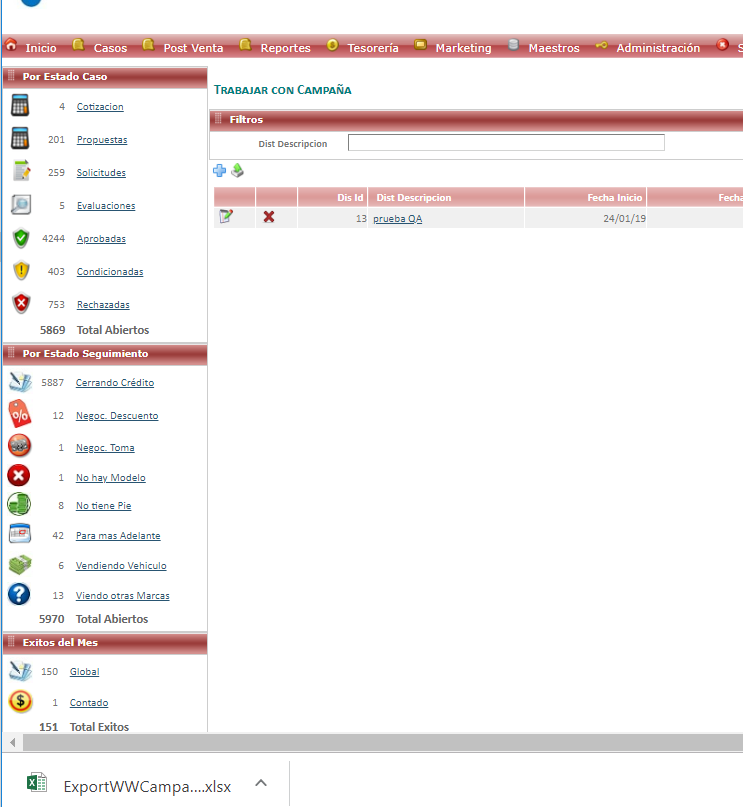 Inicio Casos Post Venta Reportes Tesorería Marketing Maestros Administración S
Por Estado Caso
4 Cotizacion
201 Propuestas
259 Solicitudes
5 Evaluaciones
4244 Aprobadas
403 Condicionadas
753 Rechazadas
5869 Total Abiertos
Por Estado Seguimiento
5887 Cerrando Crédito
12 Negoc. Descuento
1 Negoc. Toma
1 No hay Modelo
8 No tiene Pie
42 Para mas Adelante
6 Vendiendo Vehiculo
13 Viendo otras Marcas
5970 Total Abiertos
Exitos del Mes
150 Global
1 Contado
151 Total Exitos
TRABAJAR CON CAMPAÑA
Filtros
Dist Descripcion
Dis Id Dist Descripcion Fecha Inicio Fecha
13 prueba QA 24/01/19
ExportWWCampa....xlsx